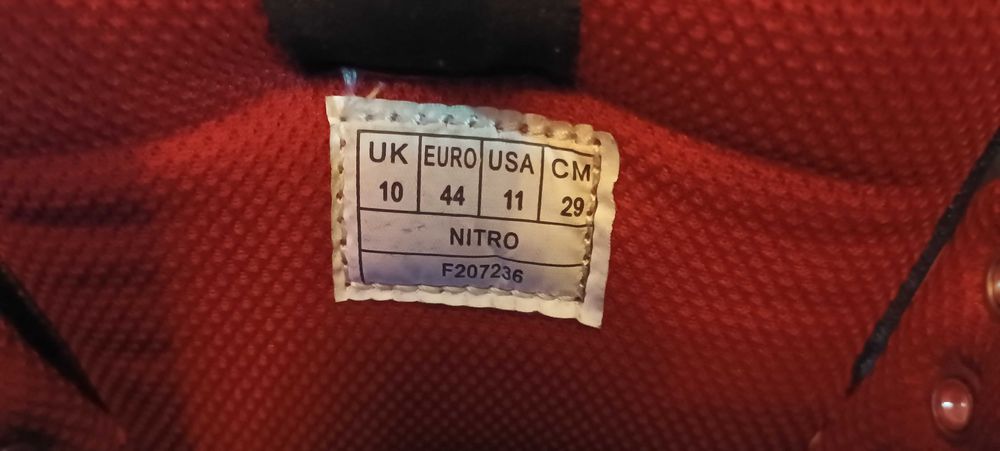 UK EURO USA CM
10 44 11 29
NITRO
F207236